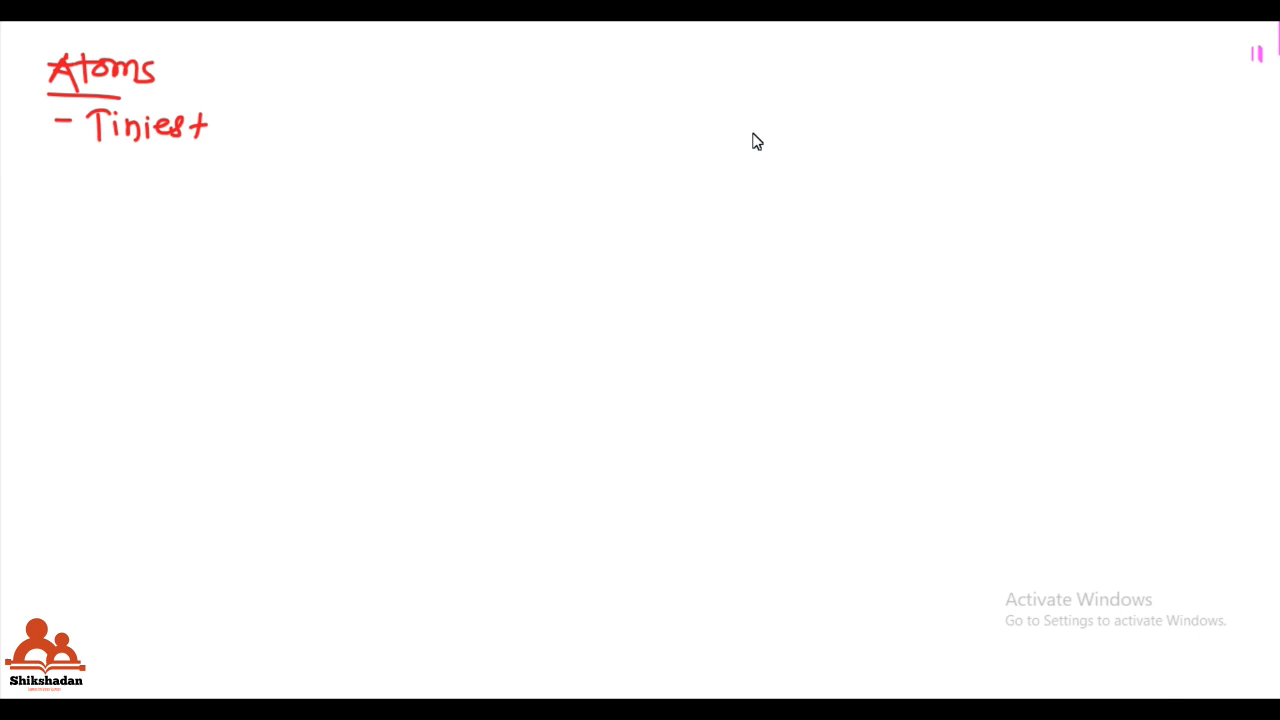 Atoms
- Tiniest
Activate Windows
Go to Settings to activate Windows.
Shikshadan